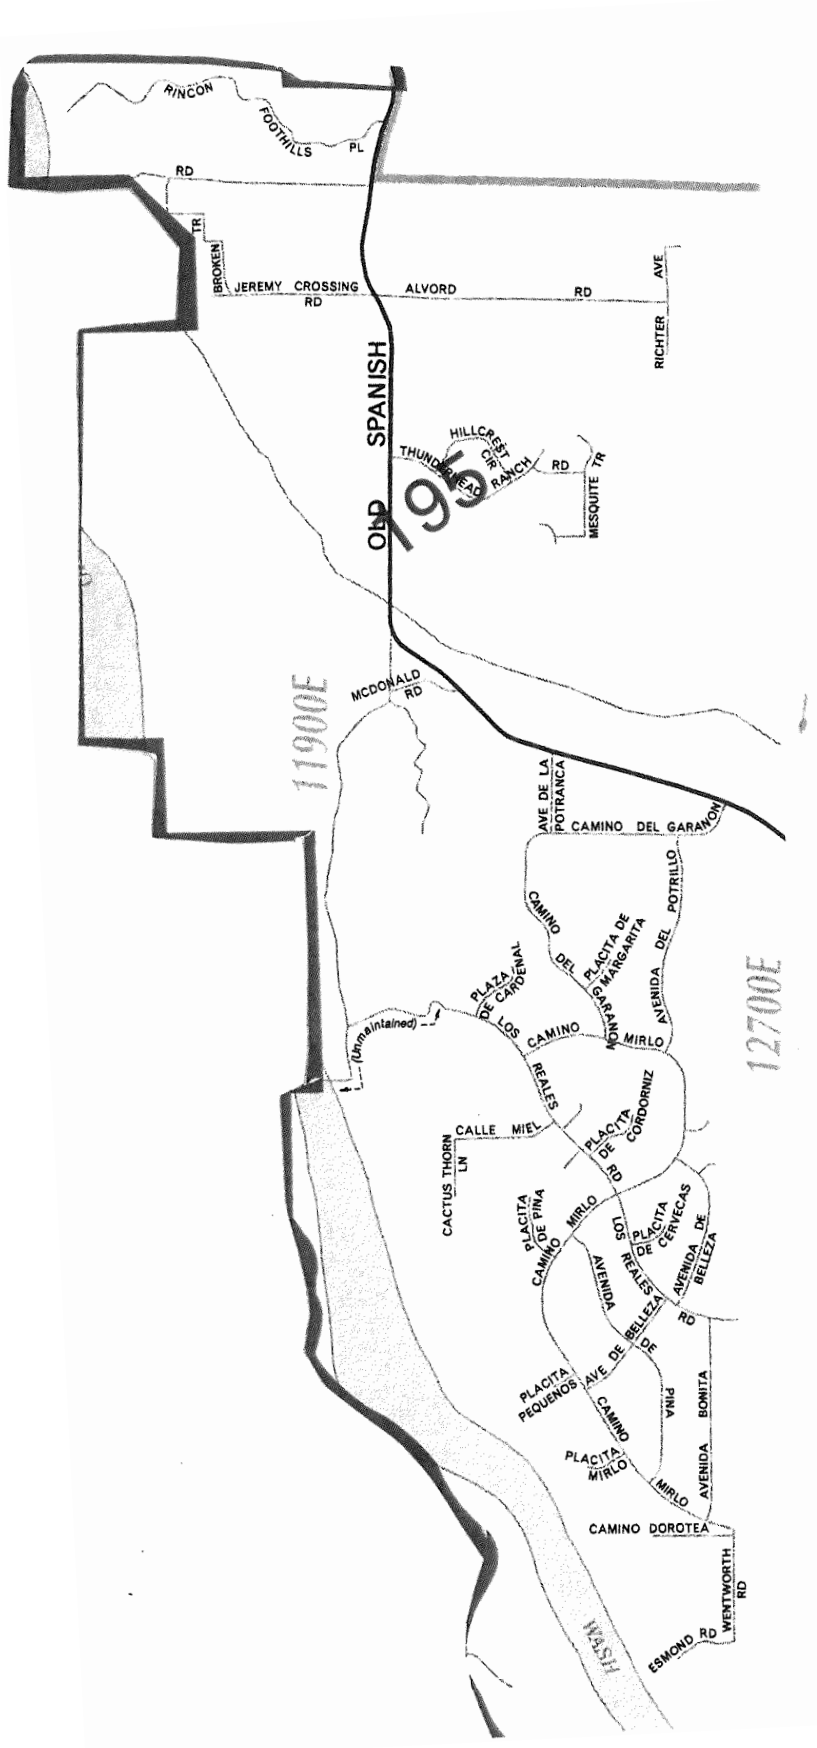 RINCON
FOOTHILLS
PL
RD
TR
BROKEN
JEREMY CROSSING
RD
ALVORD RD
RICHTER AVE
OLD SPANISH
HILLCREST
CIR
THUNDERHEAD RANCH RD
195
MESQUITE TR
MCDONALD
RD
11900E
AVE DE LA
POTRANCA
CAMINO DEL GARANON
CAMINO DEL GARANON
PLACITA DE
MARGARITA
AVENIDA DEL POTRILLO
12700E
PLAZA
DE CARDENAL
(Unmaintained)
LOS REALES RD
CAMINO MIRLO
CALLE MIEL
CACTUS THORN
LN
PLACITA
DE CORDORNIZ
PLACITA
DE PINA
CAMINO MIRLO
LOS REALES RD
PLACITA
DE CERVECAS
AVENIDA DE
BELLEZA
AVENIDA DE PINA
AVE DE BELLEZA
PLACITA
PEQUENOS
CAMINO MIRLO
PLACITA
MIRLO
AVENIDA BONITA
CAMINO DOROTEA
WENTWORTH
RD
ESMOND RD
WASH